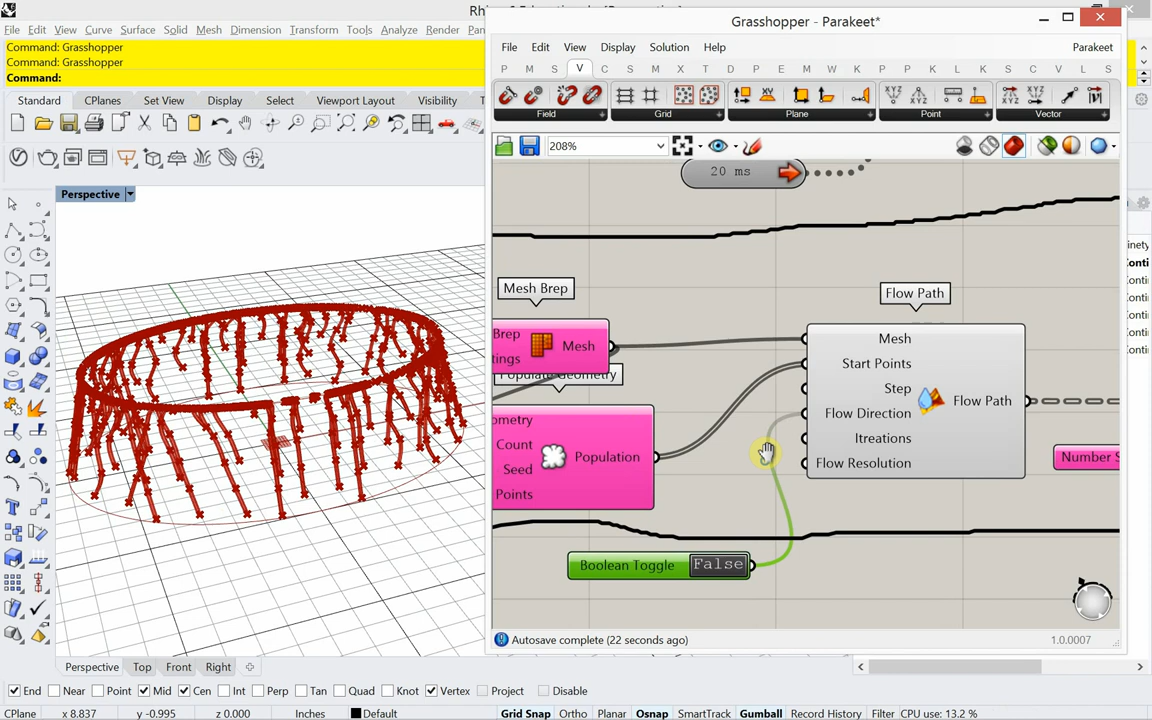 Grasshopper - Parakeet*
File Edit View Curve Surface Solid Mesh Dimension Transform Tools Analyze Render
File Edit View Display Solution Help Parakeet
Command: Grasshopper
Command: Grasshopper
Command:
P M S V C S M X T D P E M W K P P K L S C V L S
Standard CPlanes Set View Display Select Viewport Layout Visibility
Field Grid Plane Point Vector
208%
20 ms
Perspective
Mesh Brep
Flow Path
Brep
tings
Mesh
Mesh
Start Points
Step
Flow Direction
Itreations
Flow Resolution
Flow Path
ometry
Count
Seed
Points
Population
Number S
Boolean Toggle False
Autosave complete (22 seconds ago) 1.0.0007
Perspective Top Front Right
End Near Point Mid Cen Int Perp Tan Quad Knot Vertex Project Disable
CPlane x 8.837 y -0.995 z 0.000 Inches Default Grid Snap Ortho Planar Osnap SmartTrack Gumball Record History Filter CPU use: 13.2 %